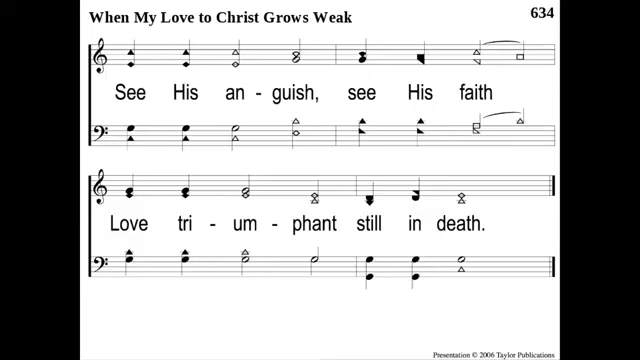 When My Love to Christ Grows Weak
634
See His an - guish, see His faith
Love tri - um - phant still in death.
Presentation © 2006 Taylor Publications